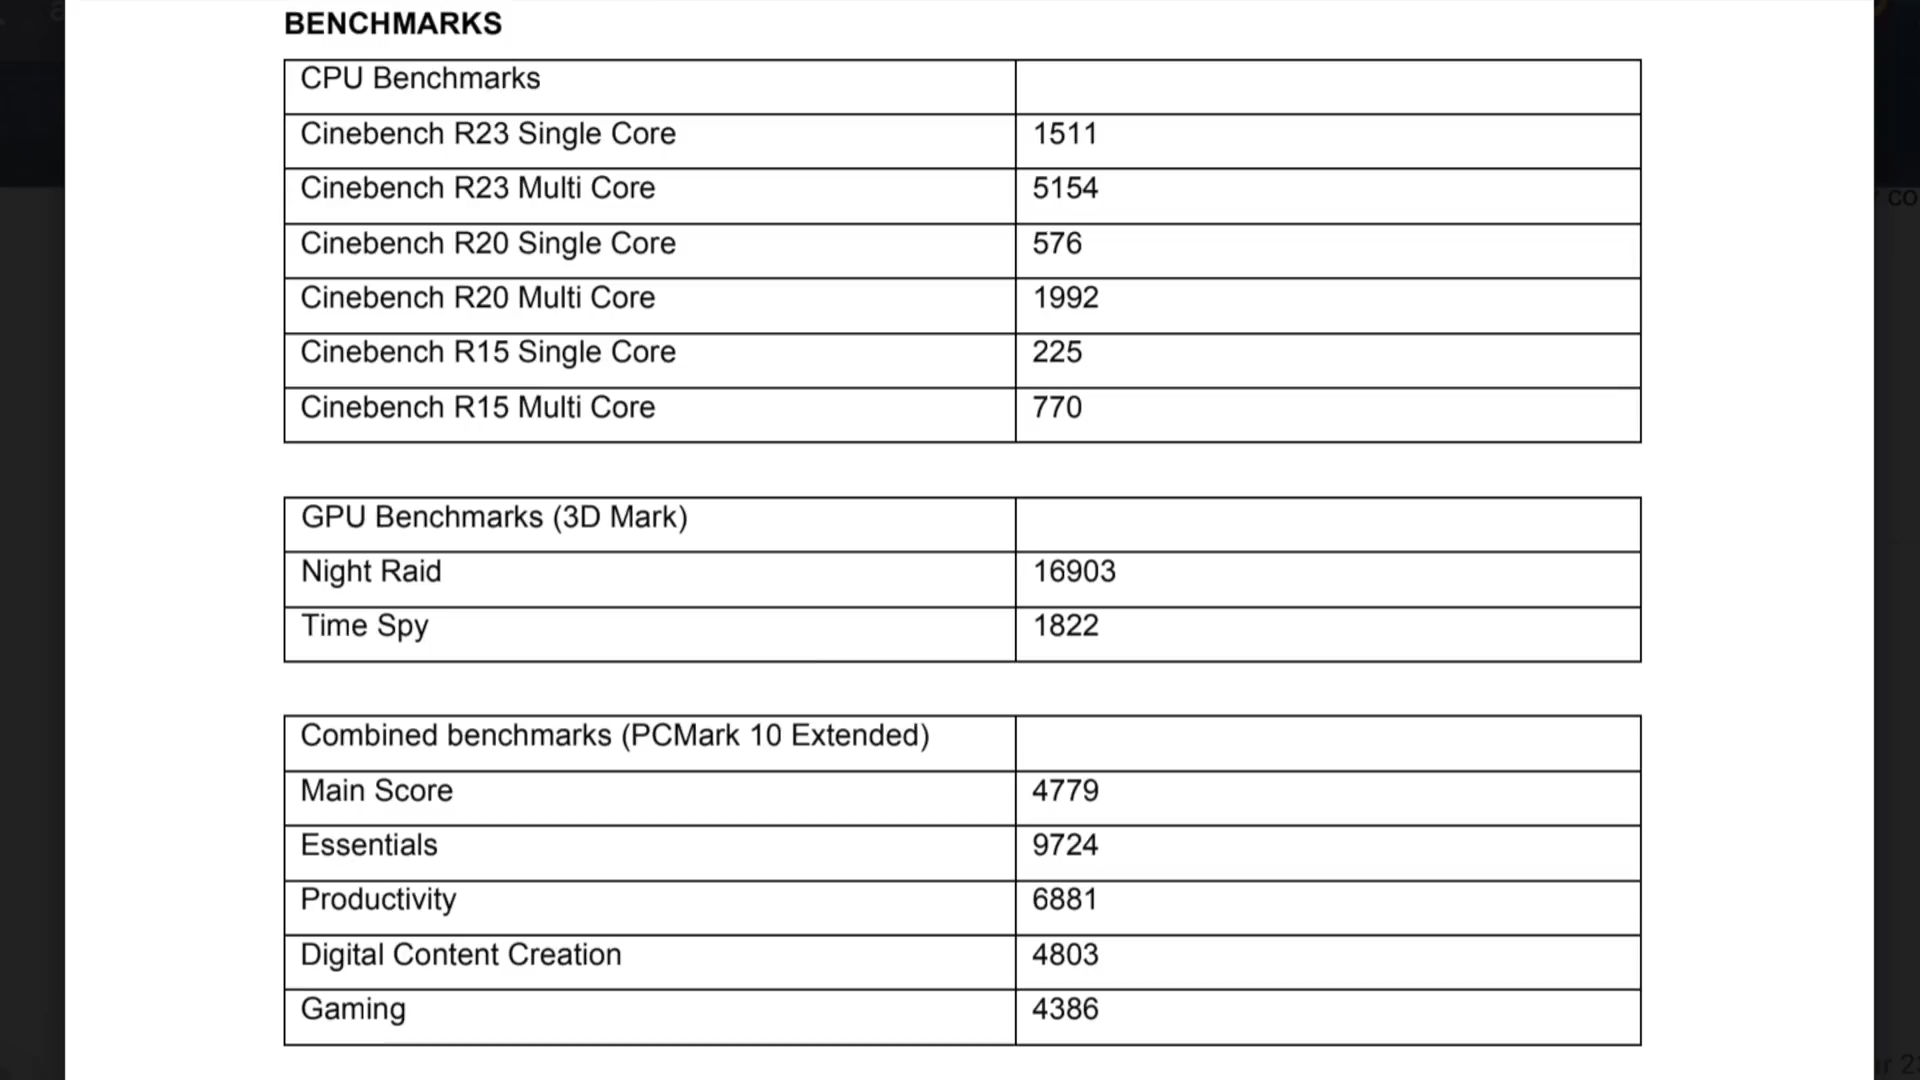 BENCHMARKS
CPU Benchmarks
Cinebench R23 Single Core 1511
Cinebench R23 Multi Core 5154
Cinebench R20 Single Core 576
Cinebench R20 Multi Core 1992
Cinebench R15 Single Core 225
Cinebench R15 Multi Core 770
GPU Benchmarks (3D Mark)
Night Raid 16903
Time Spy 1822
Combined benchmarks (PCMark 10 Extended)
Main Score 4779
Essentials 9724
Productivity 6881
Digital Content Creation 4803
Gaming 4386